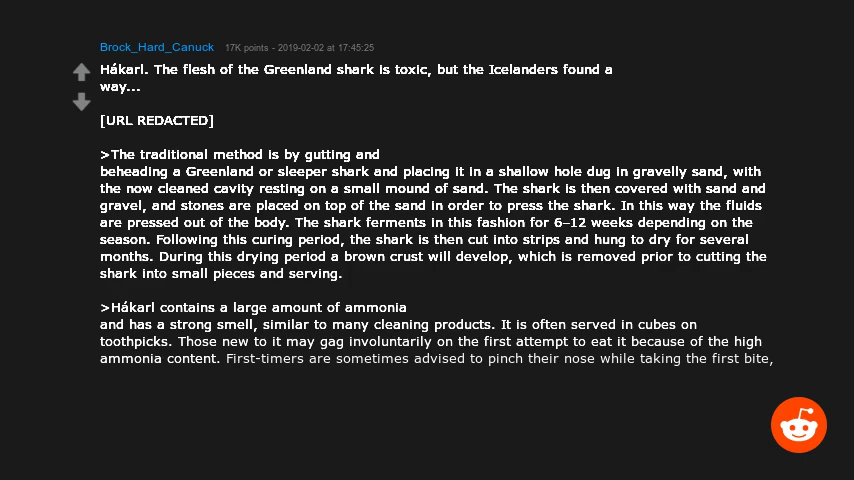 Brock_Hard_Canuck 17K points - 2019-02-02 at 17:45:25
Hákarl. The flesh of the Greenland shark is toxic, but the Icelanders found a
way...
[URL REDACTED]
>The traditional method is by gutting and
beheading a Greenland or sleeper shark and placing it in a shallow hole dug in gravelly sand, with
the now cleaned cavity resting on a small mound of sand. The shark is then covered with sand and
gravel, and stones are placed on top of the sand in order to press the shark. In this way the fluids
are pressed out of the body. The shark ferments in this fashion for 6–12 weeks depending on the
season. Following this curing period, the shark is then cut into strips and hung to dry for several
months. During this drying period a brown crust will develop, which is removed prior to cutting the
shark into small pieces and serving.
>Hákarl contains a large amount of ammonia
and has a strong smell, similar to many cleaning products. It is often served in cubes on
toothpicks. Those new to it may gag involuntarily on the first attempt to eat it because of the high
ammonia content. First-timers are sometimes advised to pinch their nose while taking the first bite,